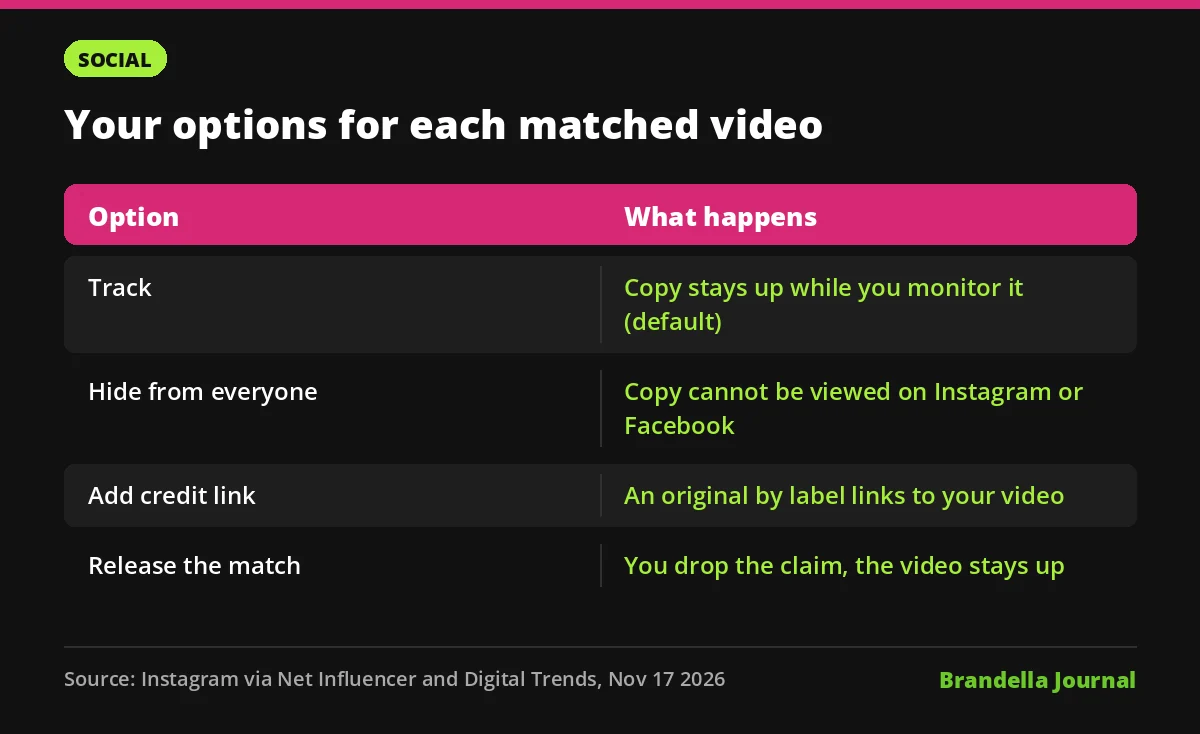 SOCIAL
Your options for each matched video
Option
What happens
Track
Copy stays up while you monitor it
(default)
Hide from everyone
Copy cannot be viewed on Instagram or
Facebook
Add credit link
An original by label links to your video
Release the match
You drop the claim, the video stays up
Source: Instagram via Net Influencer and Digital Trends, Nov 17 2026
Brandella Journal